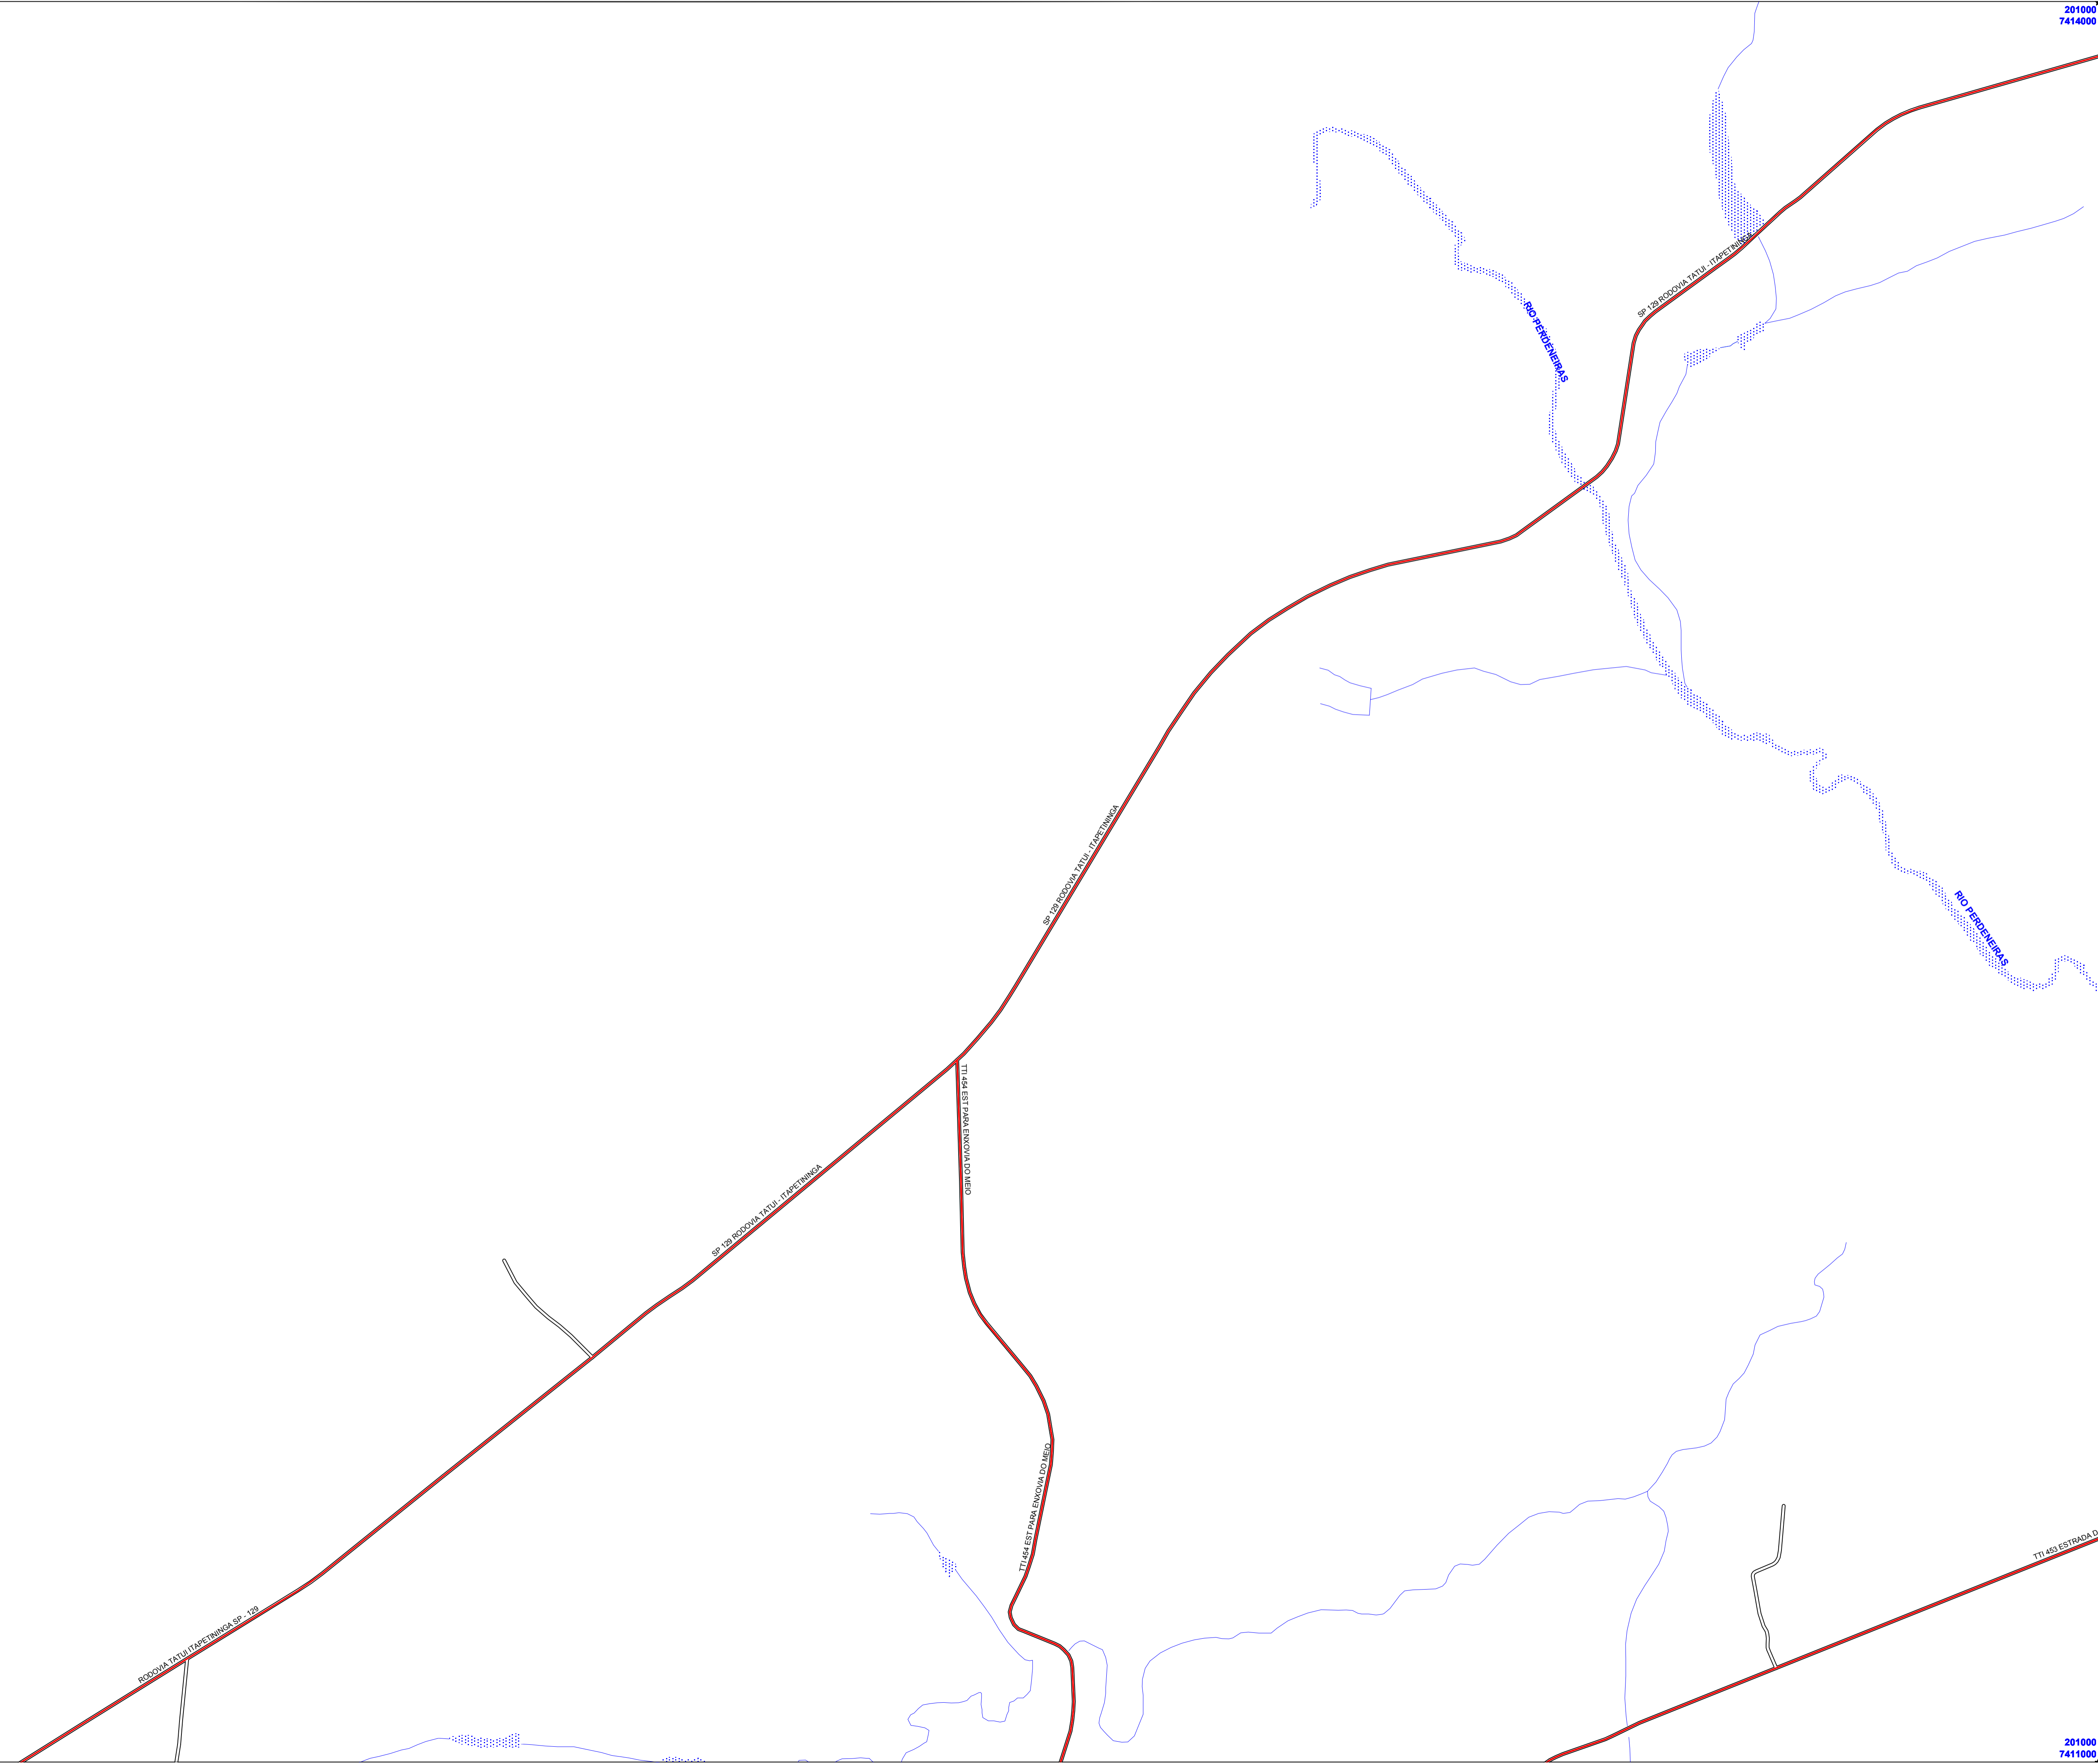 201000
7414000
SP 129 RODOVIA TATUI - ITAPETININGA
RIO PERDENEIRAS
SP 129 RODOVIA TATUI - ITAPETININGA
RIO PERDENEIRAS
TTI 454 EST PARA ENXOVIA DO MEIO
SP 129 RODOVIA TATUI - ITAPETININGA
TTI 454 EST PARA ENXOVIA DO MEIO
TTI 453 ESTRADA D
RODOVIA TATUI ITAPETININGA SP - 129
201000
7411000